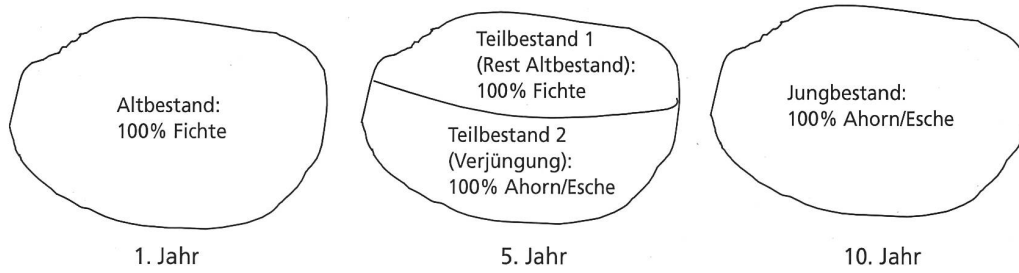 Altbestand:
100% Fichte
Teilbestand 1
(Rest Altbestand):
100% Fichte
Teilbestand 2
(Verjüngung):
100% Ahorn/Esche
Jungbestand:
100% Ahorn/Esche
1. Jahr
5. Jahr
10. Jahr